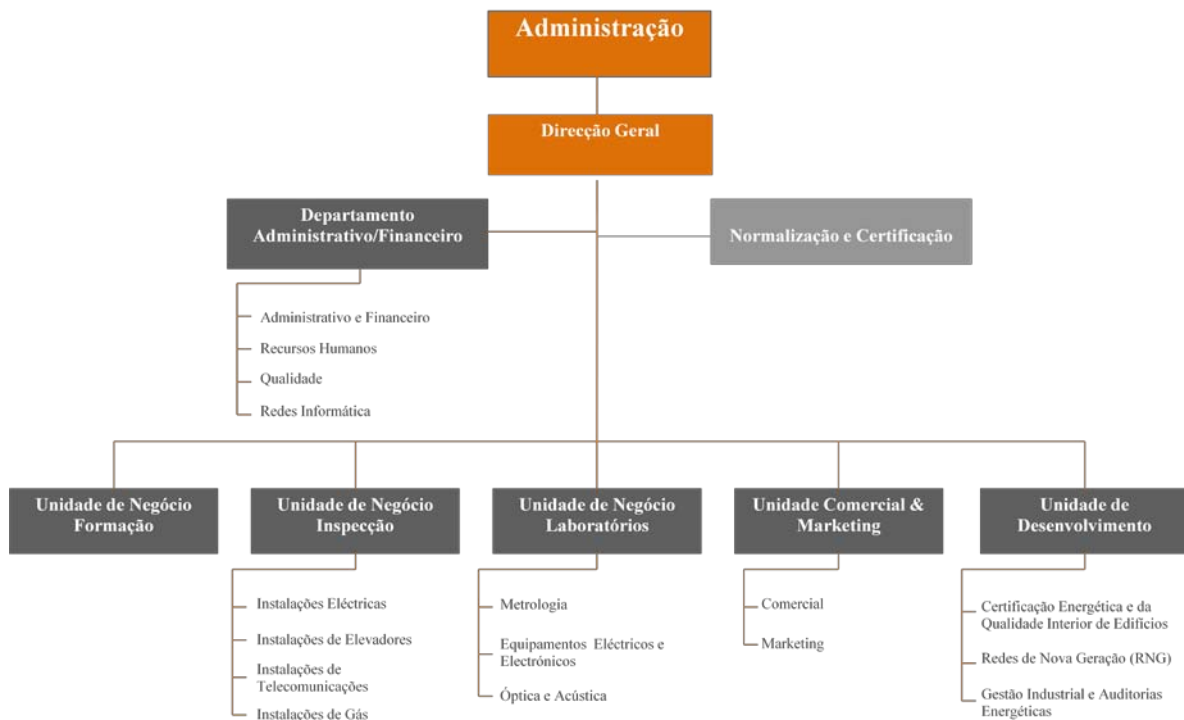 Administração
Direcção Geral
Departamento
Administrativo/Financeiro
Normalização e Certificação
Administrativo e Financeiro
Recursos Humanos
Qualidade
Redes Informática
Unidade de Negócio
Formação
Unidade de Negócio
Inspecção
Unidade de Negócio
Laboratórios
Unidade Comercial &
Marketing
Unidade de
Desenvolvimento
Instalações Eléctricas
Instalações de Elevadores
Instalações de
Telecomunicações
Instalações de Gás
Metrologia
Equipamentos Eléctricos e
Electrónicos
Óptica e Acústica
Comercial
Marketing
Certificação Energética e da
Qualidade Interior de Edifícios
Redes de Nova Geração (RNG)
Gestão Industrial e Auditorias
Energéticas